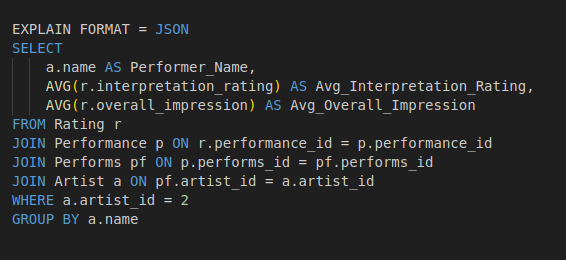 EXPLAIN FORMAT = JSON
SELECT
    a.name AS Performer_Name,
    AVG(r.interpretation_rating) AS Avg_Interpretation_Rating,
    AVG(r.overall_impression) AS Avg_Overall_Impression
FROM Rating r
JOIN Performance p ON r.performance_id = p.performance_id
JOIN Performs pf ON p.performs_id = pf.performs_id
JOIN Artist a ON pf.artist_id = a.artist_id
WHERE a.artist_id = 2
GROUP BY a.name